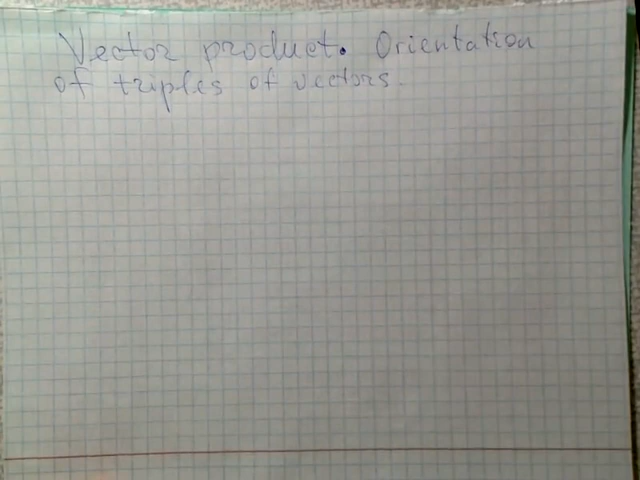 Vector product. Orientation
of triples of vectors.